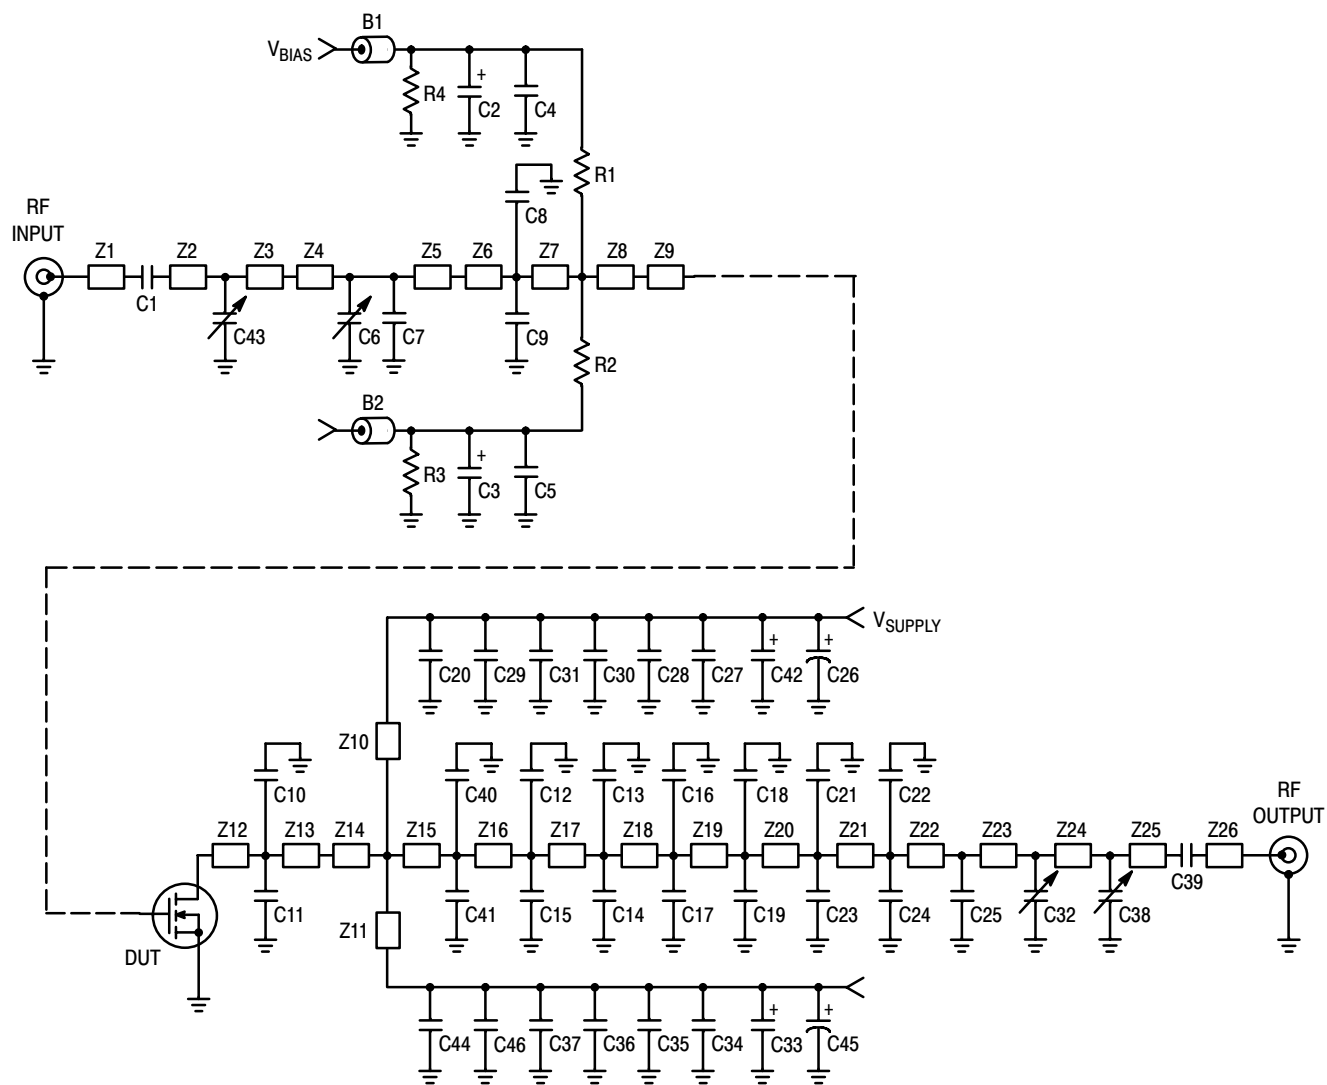 B1
V_BIAS
+
R4
C2
C4
R1
C8
RF
INPUT
Z1
Z2
Z3
Z4
Z5
Z6
Z7
Z8
Z9
C1
C43
C6
C7
C9
R2
B2
+
R3
C3
C5
V_SUPPLY
+
+
C20
C29
C31
C30
C28
C27
C42
C26
Z10
C10
C40
C12
C13
C16
C18
C21
C22
RF
OUTPUT
Z12
Z13
Z14
Z15
Z16
Z17
Z18
Z19
Z20
Z21
Z22
Z23
Z24
Z25
Z26
C39
C11
C41
C15
C14
C17
C19
C23
C24
C25
C32
C38
Z11
DUT
+
+
C44
C46
C37
C36
C35
C34
C33
C45